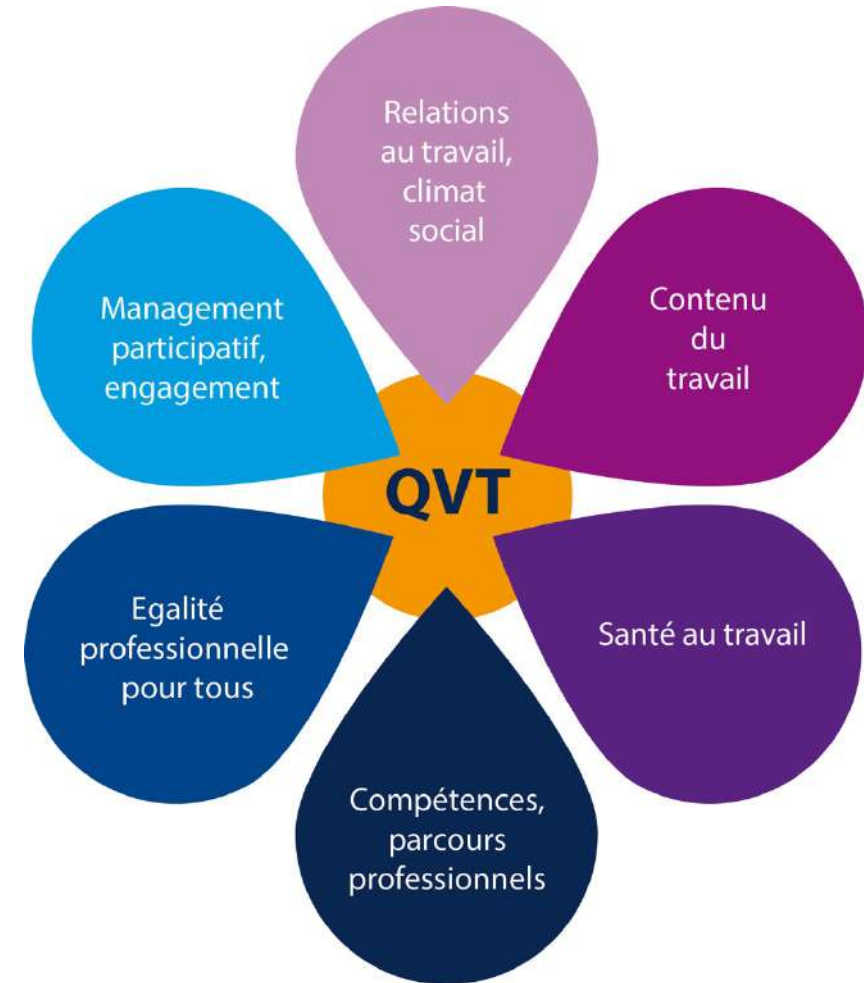 Relations
au travail,
climat
social
Management
participatif,
engagement
Contenu
du
travail
QVT
Egalité
professionnelle
pour tous
Santé au travail
Compétences,
parcours
professionnels